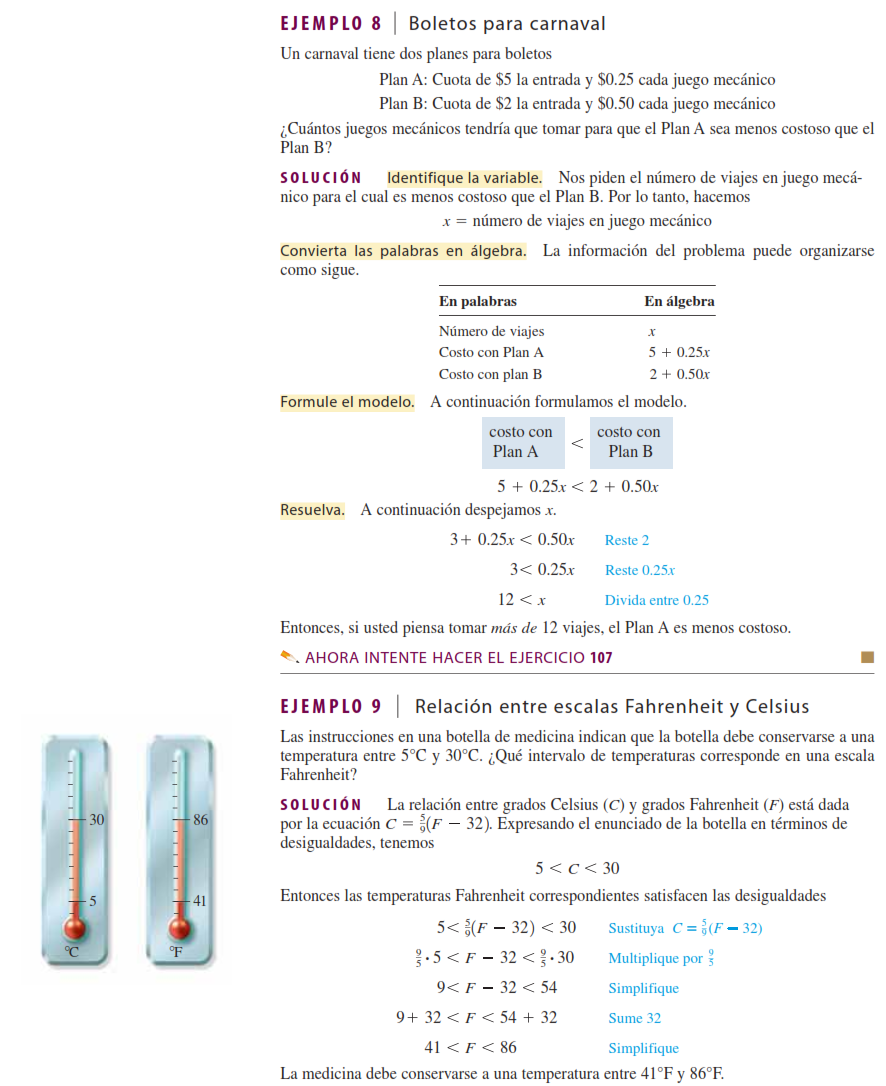 EJEMPLO 8 | Boletos para carnaval
Un carnaval tiene dos planes para boletos
Plan A: Cuota de $5 la entrada y $0.25 cada juego mecánico
Plan B: Cuota de $2 la entrada y $0.50 cada juego mecánico
¿Cuántos juegos mecánicos tendría que tomar para que el Plan A sea menos costoso que el
Plan B?
SOLUCIÓN Identifique la variable. Nos piden el número de viajes en juego mecá-
nico para el cual es menos costoso que el Plan B. Por lo tanto, hacemos
x = número de viajes en juego mecánico
Convierta las palabras en álgebra. La información del problema puede organizarse
como sigue.
En palabras En álgebra
Número de viajes x
Costo con Plan A 5 + 0.25x
Costo con plan B 2 + 0.50x
Formule el modelo. A continuación formulamos el modelo.
costo con Plan A < costo con Plan B
5 + 0.25x < 2 + 0.50x
Resuelva. A continuación despejamos x.
3+ 0.25x < 0.50x Reste 2
3< 0.25x Reste 0.25x
12 < x Divida entre 0.25
Entonces, si usted piensa tomar más de 12 viajes, el Plan A es menos costoso.
AHORA INTENTE HACER EL EJERCICIO 107
EJEMPLO 9 | Relación entre escalas Fahrenheit y Celsius
Las instrucciones en una botella de medicina indican que la botella debe conservarse a una
temperatura entre 5°C y 30°C. ¿Qué intervalo de temperaturas corresponde en una escala
Fahrenheit?
SOLUCIÓN La relación entre grados Celsius (C) y grados Fahrenheit (F) está dada
por la ecuación C = 5/9(F − 32). Expresando el enunciado de la botella en términos de
desigualdades, tenemos
5 < C < 30
Entonces las temperaturas Fahrenheit correspondientes satisfacen las desigualdades
5< 5/9(F − 32) < 30 Sustituya C = 5/9(F − 32)
9/5 · 5 < F − 32 < 9/5 · 30 Multiplique por 9/5
9< F − 32 < 54 Simplifique
9+ 32 < F < 54 + 32 Sume 32
41 < F < 86 Simplifique
La medicina debe conservarse a una temperatura entre 41°F y 86°F.
30
5
°C
86
41
°F